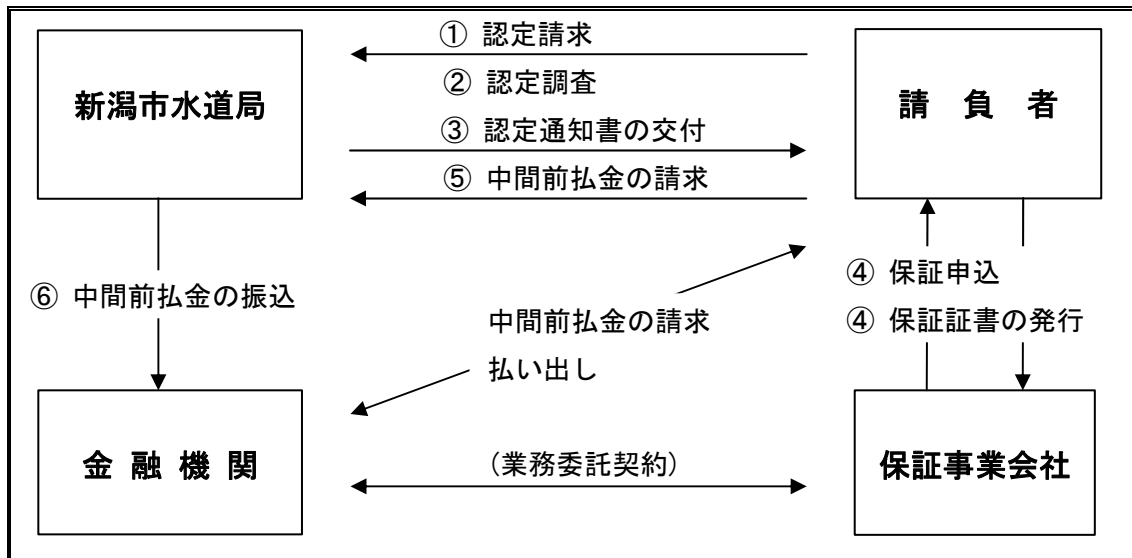 ① 認定請求
② 認定調査
③ 認定通知書の交付
⑤ 中間前払金の請求
新潟市水道局
請 負 者
⑥ 中間前払金の振込
中間前払金の請求
払い出し
④ 保証申込
④ 保証証書の発行
金 融 機 関
(業務委託契約)
保証事業会社